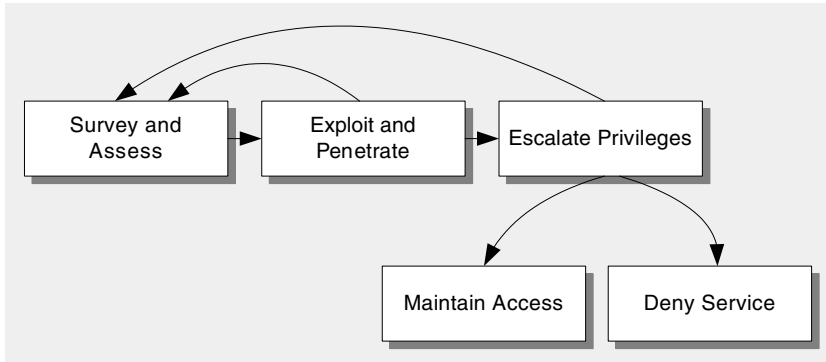 Survey and
Assess
Exploit and
Penetrate
Escalate Privileges
Maintain Access
Deny Service